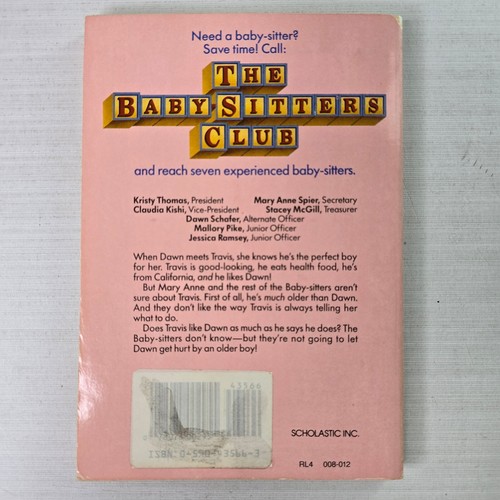 Need a baby-sitter?
Save time! Call:
THE
BABY-SITTERS
CLUB
and reach seven experienced baby-sitters.
Kristy Thomas, President Mary Anne Spier, Secretary
Claudia Kishi, Vice-President Stacey McGill, Treasurer
Dawn Schafer, Alternate Officer
Mallory Pike, Junior Officer
Jessica Ramsey, Junior Officer
When Dawn meets Travis, she knows he's the perfect boy
for her. Travis is good-looking, he eats health food, he's
from California, and he likes Dawn!
But Mary Anne and the rest of the Baby-sitters aren't
sure about Travis. First of all, he's much older than Dawn.
And they don't like the way Travis is always telling her
what to do.
Does Travis like Dawn as much as he says he does? The
Baby-sitters don't know—but they're not going to let
Dawn get hurt by an older boy!
43566
ISBN 0-590-43566-3
SCHOLASTIC INC.
RL4 008-012